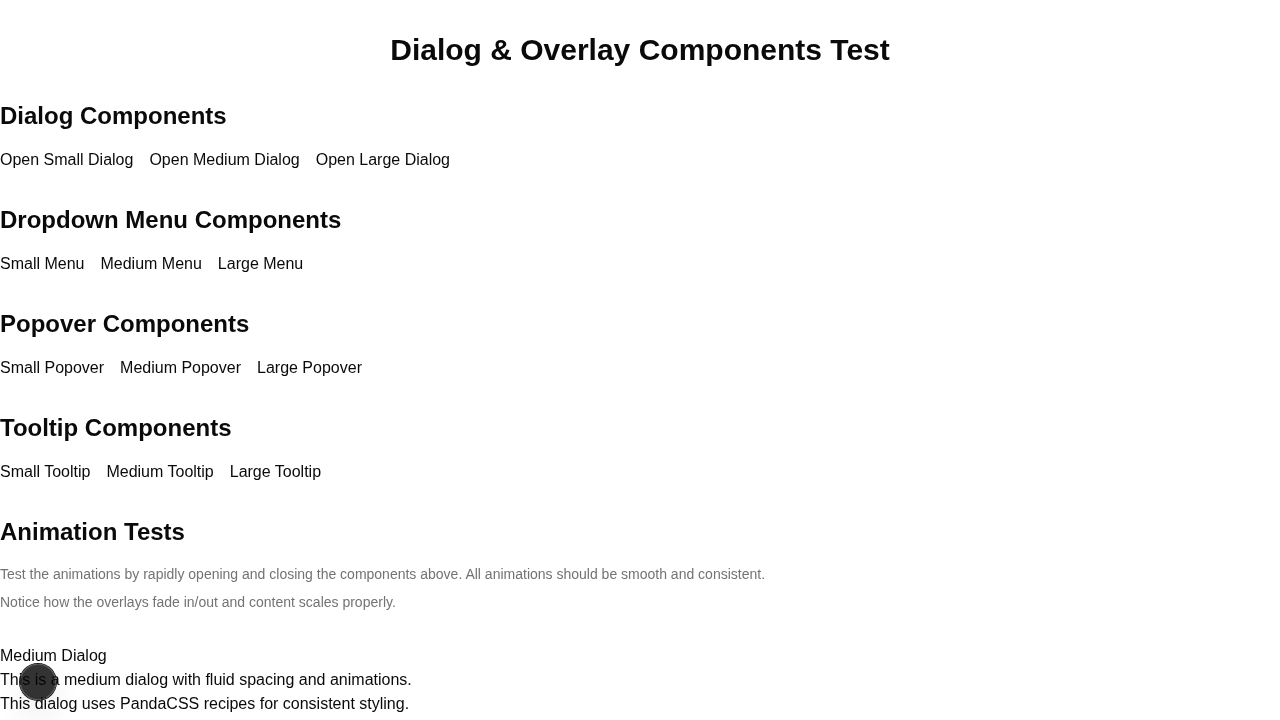 Dialog & Overlay Components Test
Dialog Components
Open Small Dialog Open Medium Dialog Open Large Dialog
Dropdown Menu Components
Small Menu Medium Menu Large Menu
Popover Components
Small Popover Medium Popover Large Popover
Tooltip Components
Small Tooltip Medium Tooltip Large Tooltip
Animation Tests
Test the animations by rapidly opening and closing the components above. All animations should be smooth and consistent.
Notice how the overlays fade in/out and content scales properly.
Medium Dialog
This is a medium dialog with fluid spacing and animations.
This dialog uses PandaCSS recipes for consistent styling.